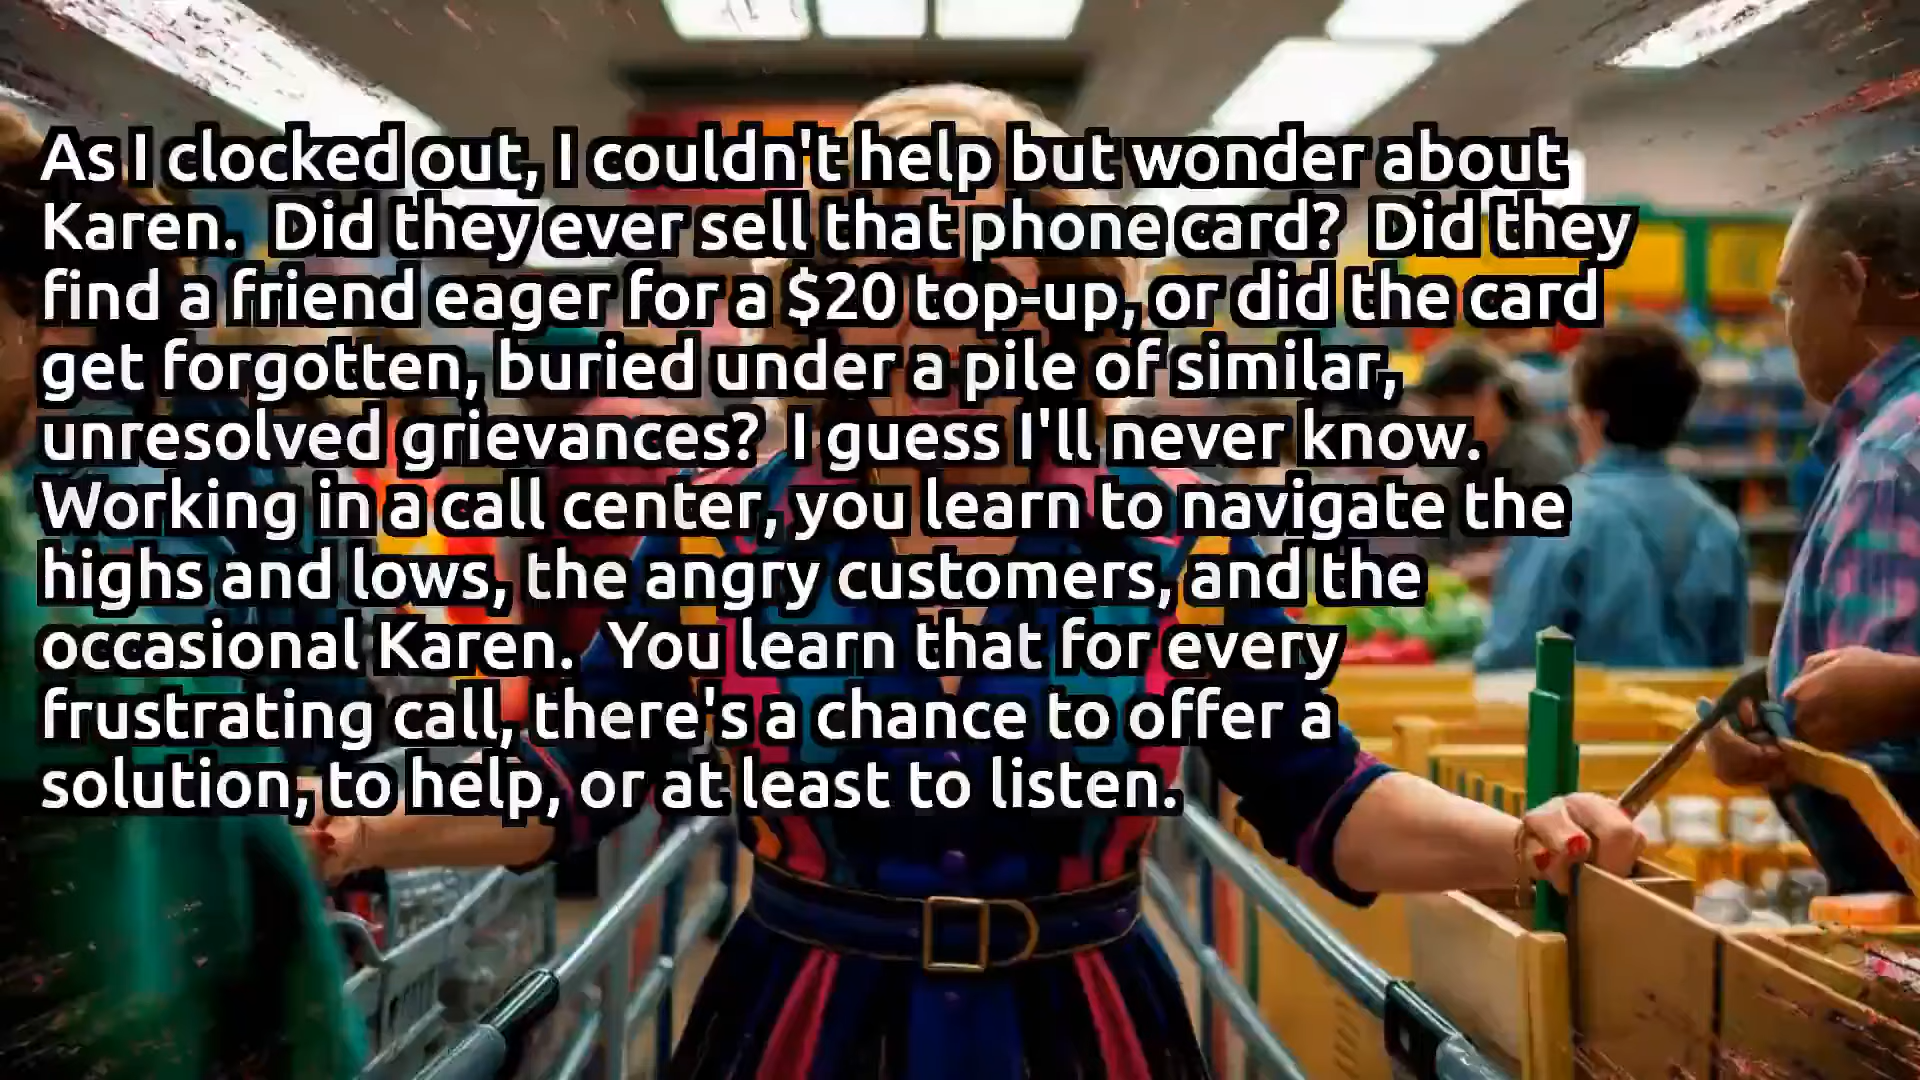 As I clocked out, I couldn't help but wonder about
Karen.  Did they ever sell that phone card?  Did they
find a friend eager for a $20 top-up, or did the card
get forgotten, buried under a pile of similar,
unresolved grievances?  I guess I'll never know.
Working in a call center, you learn to navigate the
highs and lows, the angry customers, and the
occasional Karen.  You learn that for every
frustrating call, there's a chance to offer a
solution, to help, or at least to listen.